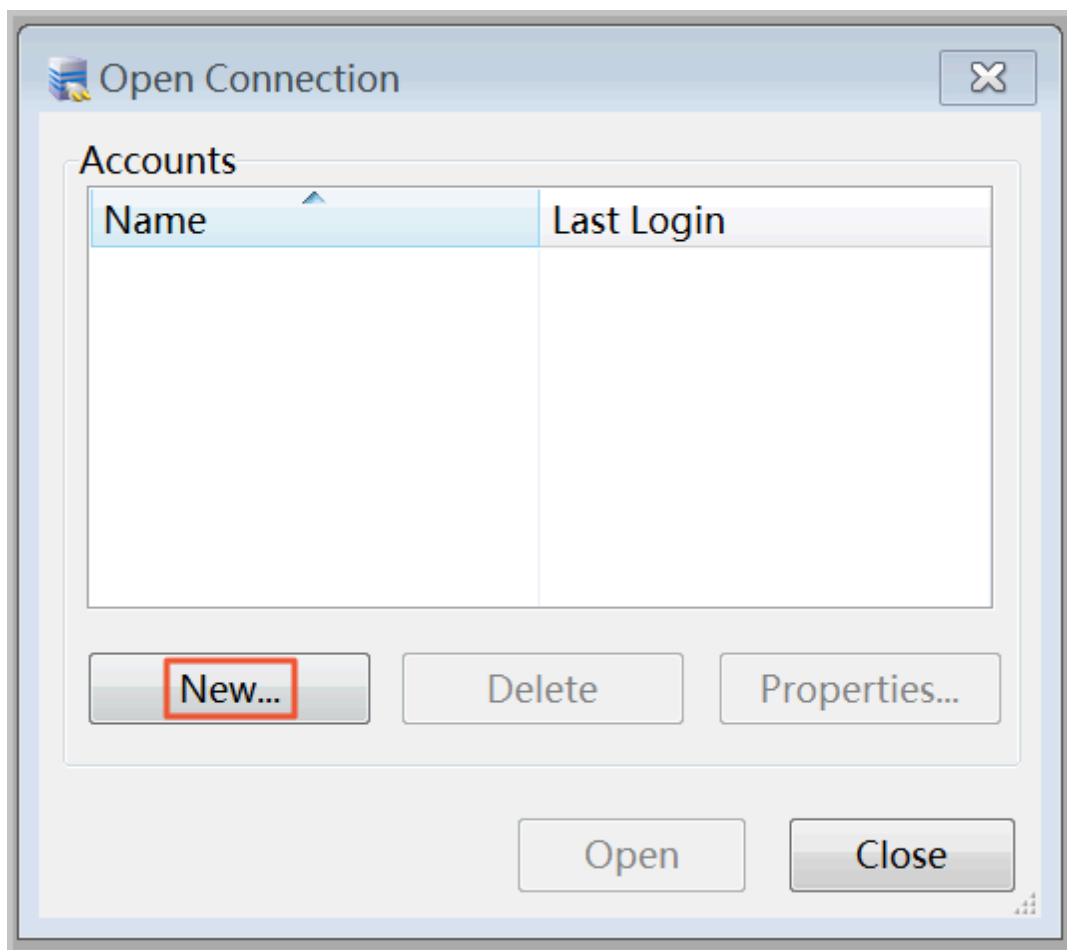 Open Connection
Accounts
Name Last Login
New... Delete Properties...
Open Close